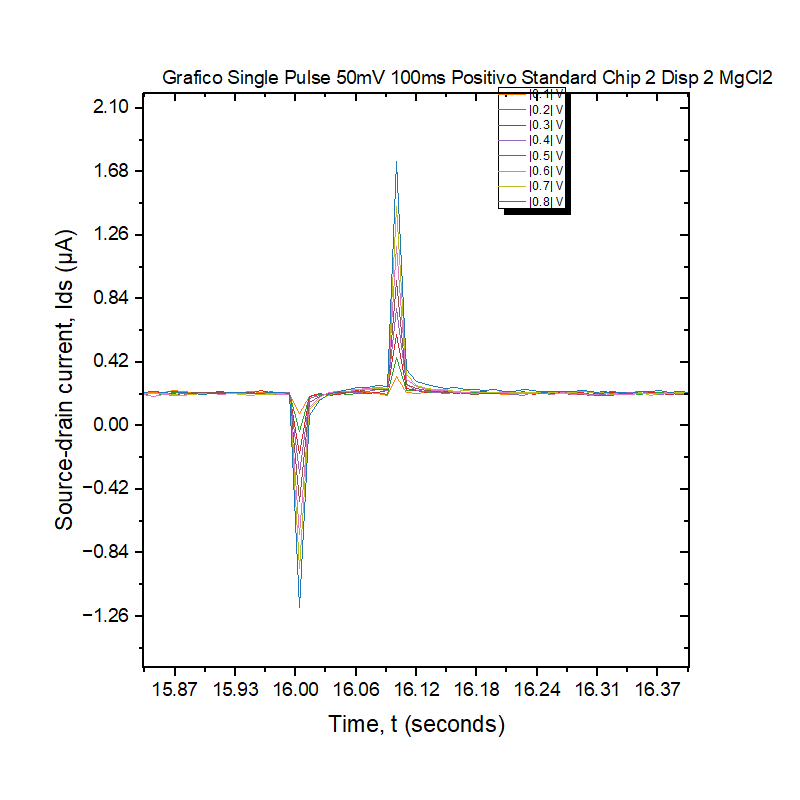 Grafico Single Pulse 50mV 100ms Positivo Standard Chip 2 Disp 2 MgCl2
|0.1| V
|0.2| V
|0.3| V
|0.4| V
|0.5| V
|0.6| V
|0.7| V
|0.8| V
2.10
1.68
1.26
0.84
0.42
0.00
−0.42
−0.84
−1.26
Source-drain current, Ids (μA)
15.87 15.93 16.00 16.06 16.12 16.18 16.24 16.31 16.37
Time, t (seconds)